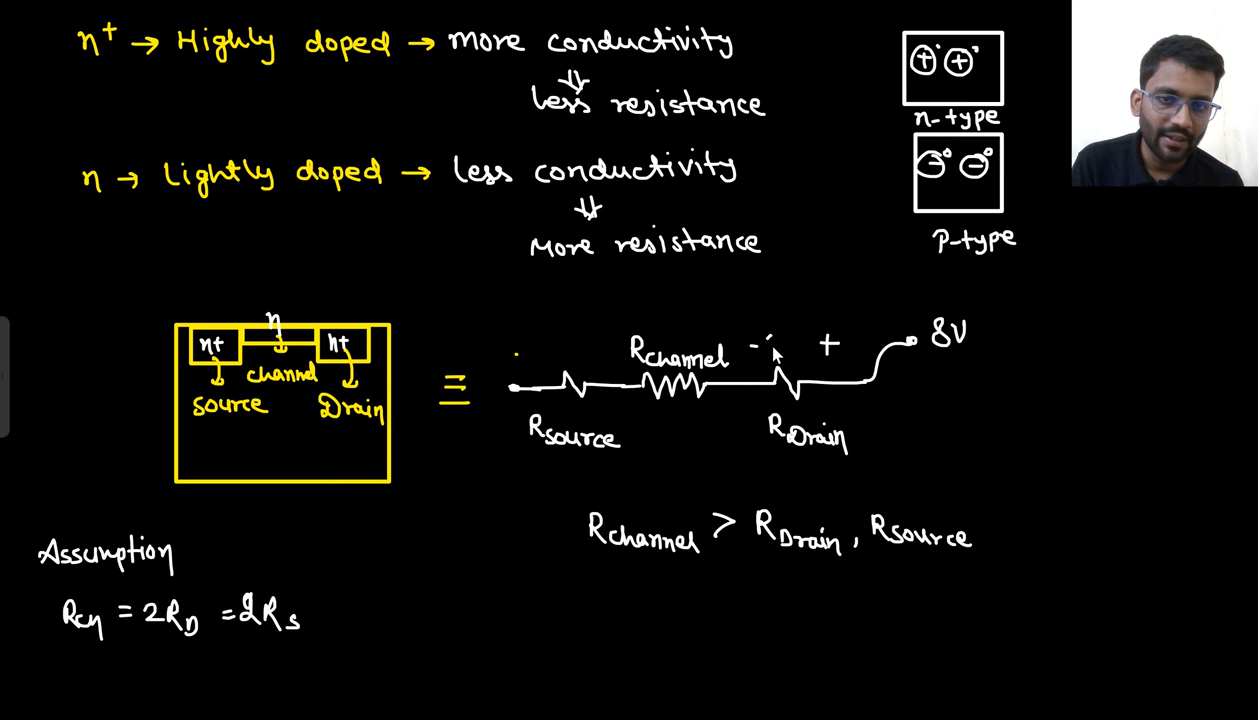 n+ → Highly doped → more conductivity
⇓
less resistance
n → Lightly doped → less conductivity
⇓
More resistance
+ +
n-type
- -
p-type
n
n+ n+
channel
source Drain
≡
Rchannel - + 8V
Rsource RDrain
Rchannel > RDrain, Rsource
Assumption
RCH = 2RD = 2RS